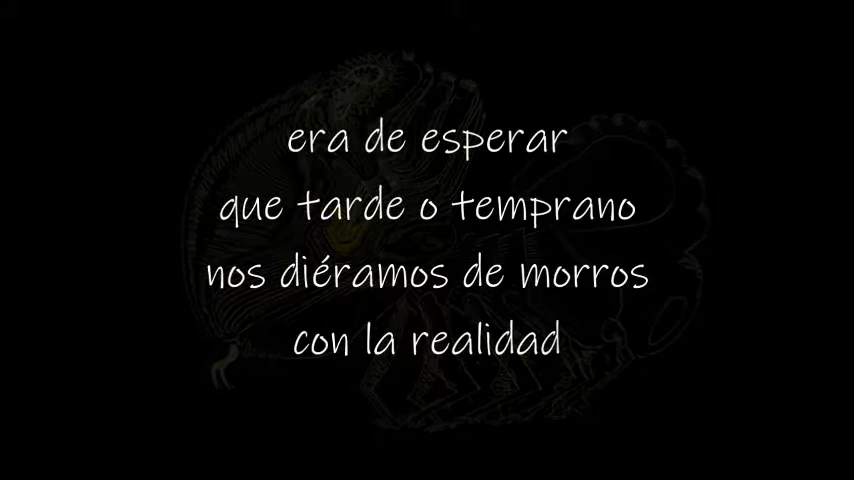 era de esperar
que tarde o temprano
nos diéramos de morros
con la realidad